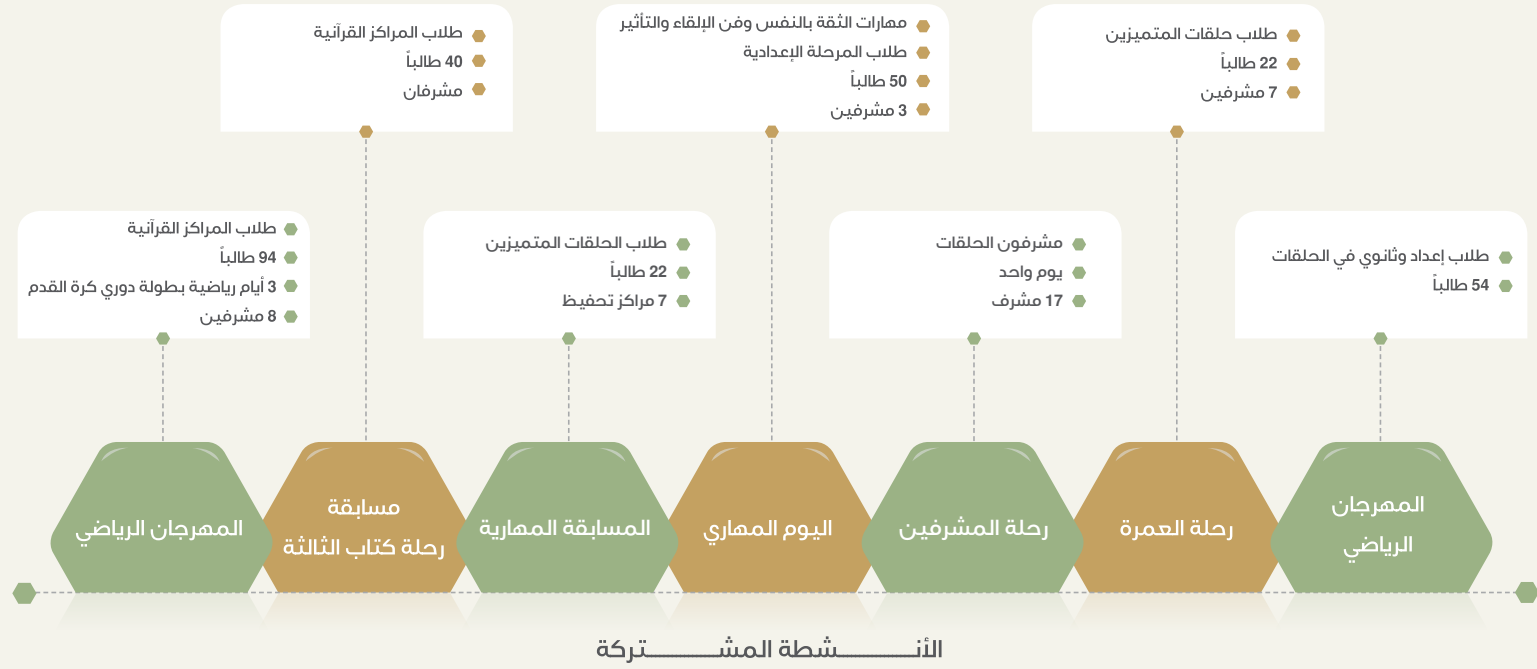 طلاب حلقات المتميزين
22 طالباً
7 مشرفين
مهارات الثقة بالنفس وفن الإلقاء والتأثير
طلاب المرحلة الإعدادية
50 طالباً
3 مشرفين
طلاب المراكز القرآنية
40 طالباً
مشرفان
طلاب إعداد وثانوي في الحلقات
54 طالباً
مشرفون الحلقات
يوم واحد
17 مشرف
طلاب الحلقات المتميزين
22 طالباً
7 مراكز تحفيظ
طلاب المراكز القرآنية
94 طالباً
3 أيام رياضية بطولة دوري كرة القدم
8 مشرفين
المهرجان
الرياضي
رحلة العمرة
رحلة المشرفين
اليوم المهاري
المسابقة المهارية
مسابقة
رحلة كتاب الثالثة
المهرجان الرياضي
الأنـــــــشطة المشـــــــتركة